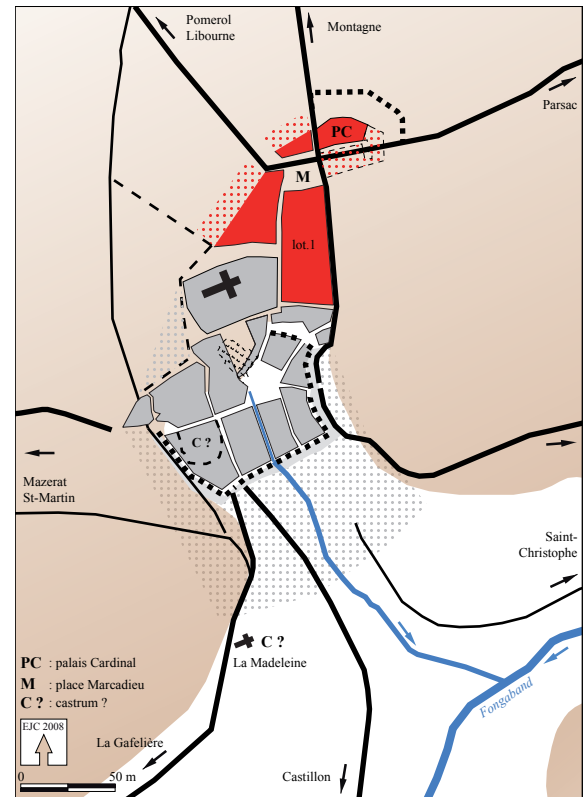 Pomerol
Libourne
Montagne
Parsac
PC
M
lot.1
C ?
Mazerat
St-Martin
Saint-
Christophe
C ?
La Madeleine
Fongaband
PC : palais Cardinal
M : place Marcadieu
C ? : castrum ?
EJC 2008
La Gafelière
Castillon
0 50 m